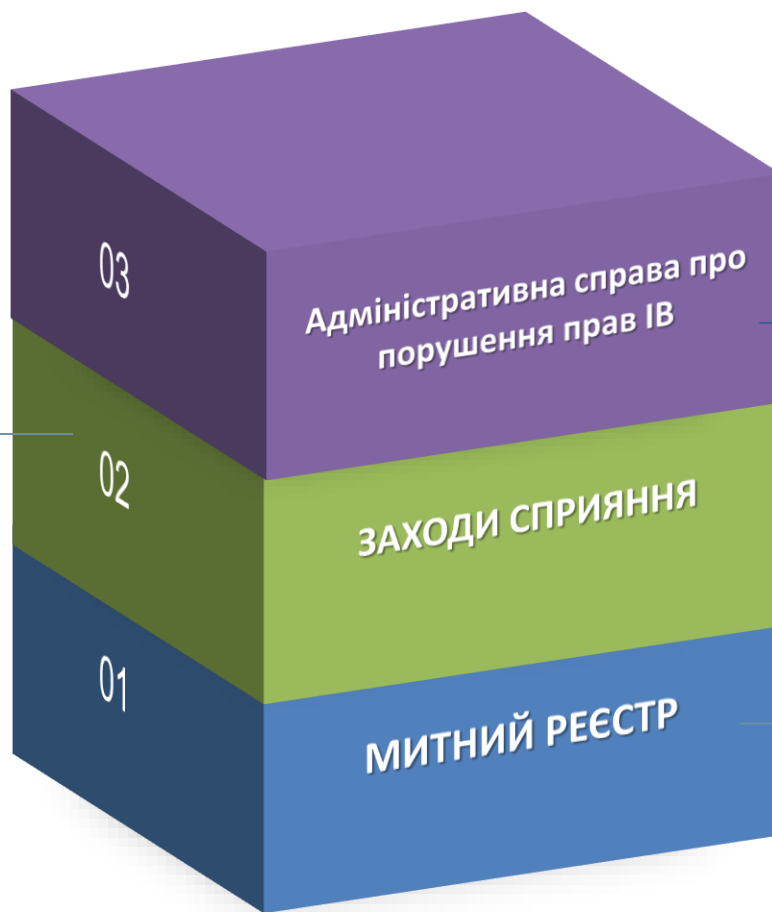 03
Адміністративна справа про
порушення прав ІВ
02
ЗАХОДИ СПРИЯННЯ
01
МИТНИЙ РЕЄСТР